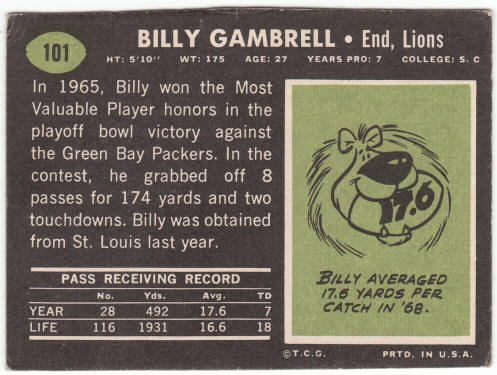 101
BILLY GAMBRELL • End, Lions
HT: 5'10" WT: 175 AGE: 27 YEARS PRO: 7 COLLEGE: S. C
In 1965, Billy won the Most
Valuable Player honors in the
playoff bowl victory against
the Green Bay Packers. In the
contest, he grabbed off 8
passes for 174 yards and two
touchdowns. Billy was obtained
from St. Louis last year.
PASS RECEIVING RECORD
No. Yds. Avg. TD
YEAR 28 492 17.6 7
LIFE 116 1931 16.6 18
17.6
BILLY AVERAGED
17.6 YARDS PER
CATCH IN '68.
©T.C.G. PRTD. IN U.S.A.